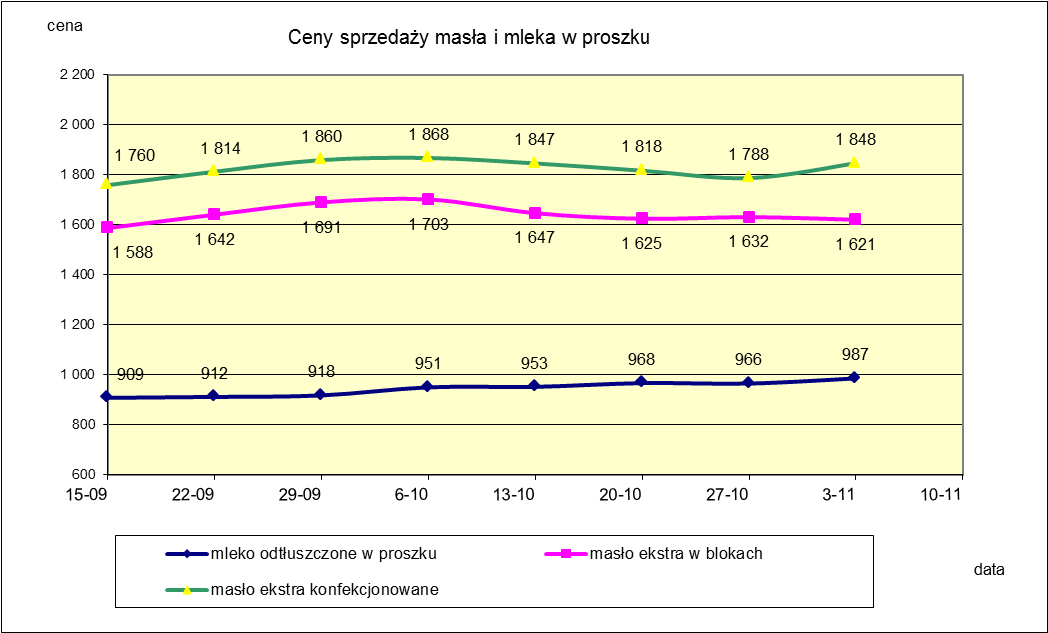 cena
Ceny sprzedaży masła i mleka w proszku
2 200
2 000
1 800
1 600
1 400
1 200
1 000
800
600
1 760 1 814 1 860 1 868 1 847 1 818 1 788 1 848
1 588 1 642 1 691 1 703 1 647 1 625 1 632 1 621
909 912 918 951 953 968 966 987
15-09 22-09 29-09 6-10 13-10 20-10 27-10 3-11 10-11
mleko odtłuszczone w proszku masło ekstra w blokach
masło ekstra konfekcjonowane
data